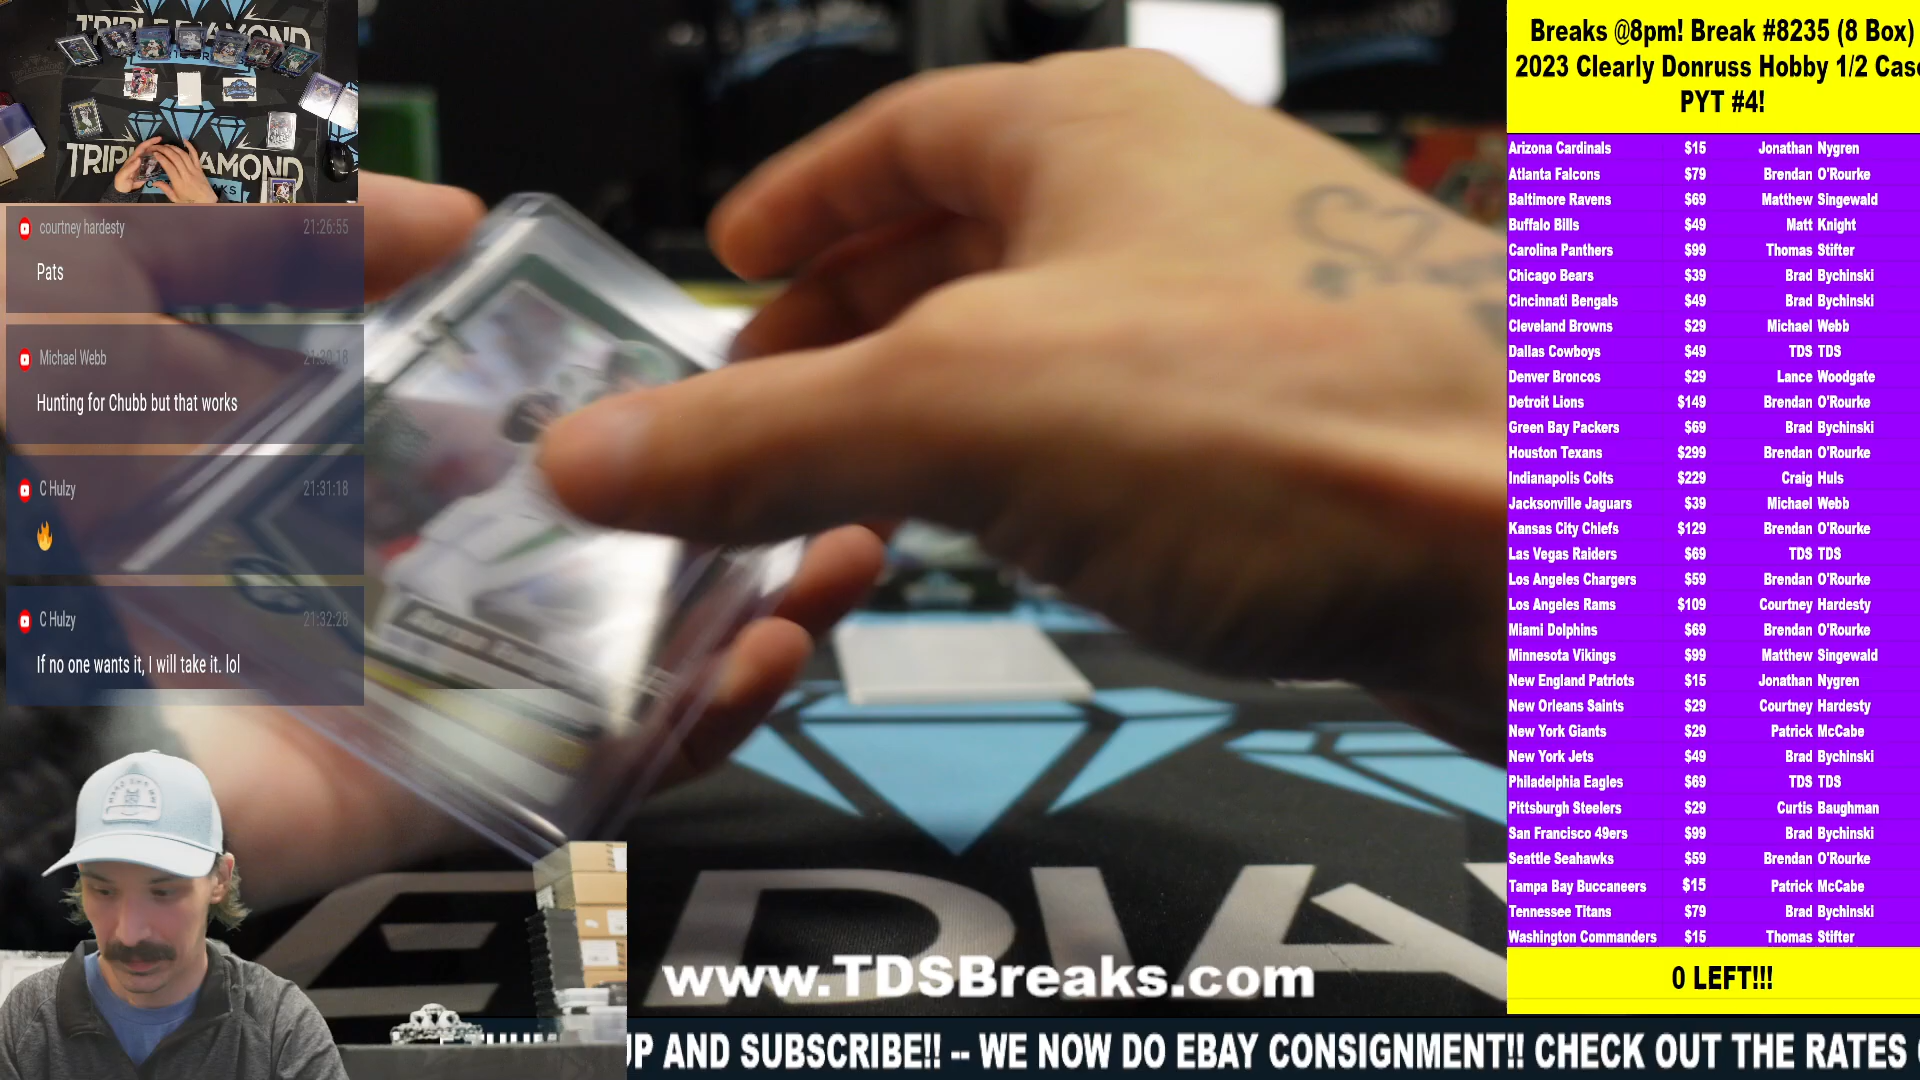 TRIPLE DIAMOND
TRIPLE DIAMOND
BREAKS
courtney hardesty 21:26:55
Pats
Michael Webb 21:30:18
Hunting for Chubb but that works
C Hulzy 21:31:18
🔥
C Hulzy 21:32:28
If no one wants it, I will take it. lol
DIA
www.TDSBreaks.com
UP AND SUBSCRIBE!! -- WE NOW DO EBAY CONSIGNMENT!! CHECK OUT THE RATES
Breaks @8pm! Break #8235 (8 Box)
2023 Clearly Donruss Hobby 1/2 Case
PYT #4!
Arizona Cardinals $15 Jonathan Nygren
Atlanta Falcons $79 Brendan O'Rourke
Baltimore Ravens $69 Matthew Singewald
Buffalo Bills $49 Matt Knight
Carolina Panthers $99 Thomas Stifter
Chicago Bears $39 Brad Bychinski
Cincinnati Bengals $49 Brad Bychinski
Cleveland Browns $29 Michael Webb
Dallas Cowboys $49 TDS TDS
Denver Broncos $29 Lance Woodgate
Detroit Lions $149 Brendan O'Rourke
Green Bay Packers $69 Brad Bychinski
Houston Texans $299 Brendan O'Rourke
Indianapolis Colts $229 Craig Huls
Jacksonville Jaguars $39 Michael Webb
Kansas City Chiefs $129 Brendan O'Rourke
Las Vegas Raiders $69 TDS TDS
Los Angeles Chargers $59 Brendan O'Rourke
Los Angeles Rams $109 Courtney Hardesty
Miami Dolphins $69 Brendan O'Rourke
Minnesota Vikings $99 Matthew Singewald
New England Patriots $15 Jonathan Nygren
New Orleans Saints $29 Courtney Hardesty
New York Giants $29 Patrick McCabe
New York Jets $49 Brad Bychinski
Philadelphia Eagles $69 TDS TDS
Pittsburgh Steelers $29 Curtis Baughman
San Francisco 49ers $99 Brad Bychinski
Seattle Seahawks $59 Brendan O'Rourke
Tampa Bay Buccaneers $15 Patrick McCabe
Tennessee Titans $79 Brad Bychinski
Washington Commanders $15 Thomas Stifter
0 LEFT!!!